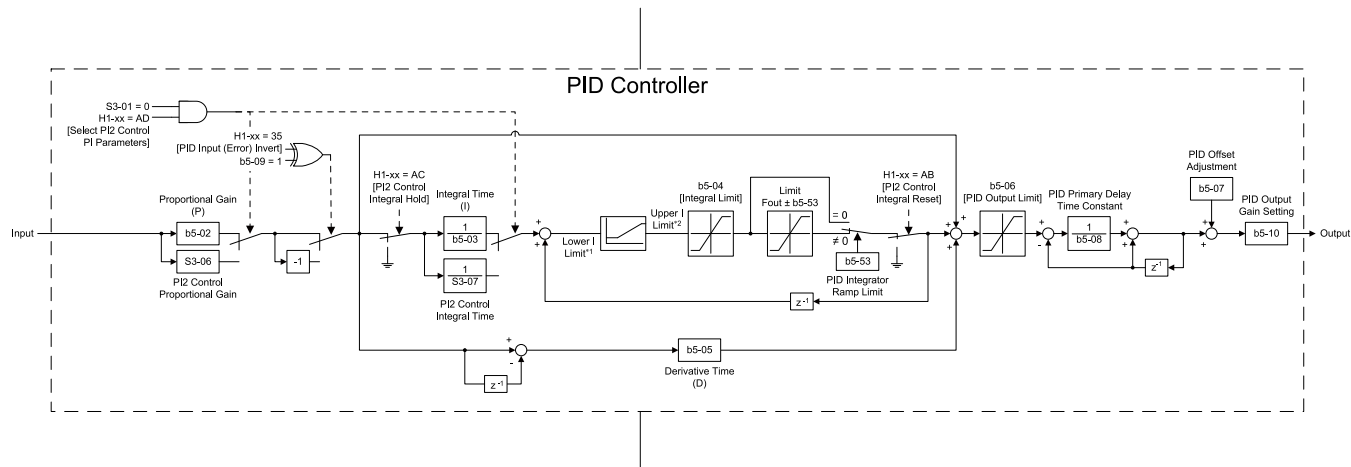 PID Controller
S3-01 = 0
H1-xx = AD
[Select PI2 Control
PI Parameters]
H1-xx = 35
[PID Input (Error) Invert]
b5-09 = 1
Input
Proportional Gain
(P)
b5-02
S3-06
PI2 Control
Proportional Gain
-1
H1-xx = AC
[PI2 Control
Integral Hold]
Integral Time
(I)
1
b5-03
1
S3-07
PI2 Control
Integral Time
+
+
Lower I
Limit*1
Upper I
Limit*2
b5-04
[Integral Limit]
Limit
Fout ± b5-53
= 0
≠ 0
b5-53
PID Integrator
Ramp Limit
H1-xx = AB
[PI2 Control
Integral Reset]
z-1
+
-
z-1
b5-05
Derivative Time
(D)
+
+
+
b5-06
[PID Output Limit]
+
-
PID Primary Delay
Time Constant
1
b5-08
+
+
z-1
PID Offset
Adjustment
b5-07
+
+
PID Output
Gain Setting
b5-10
Output